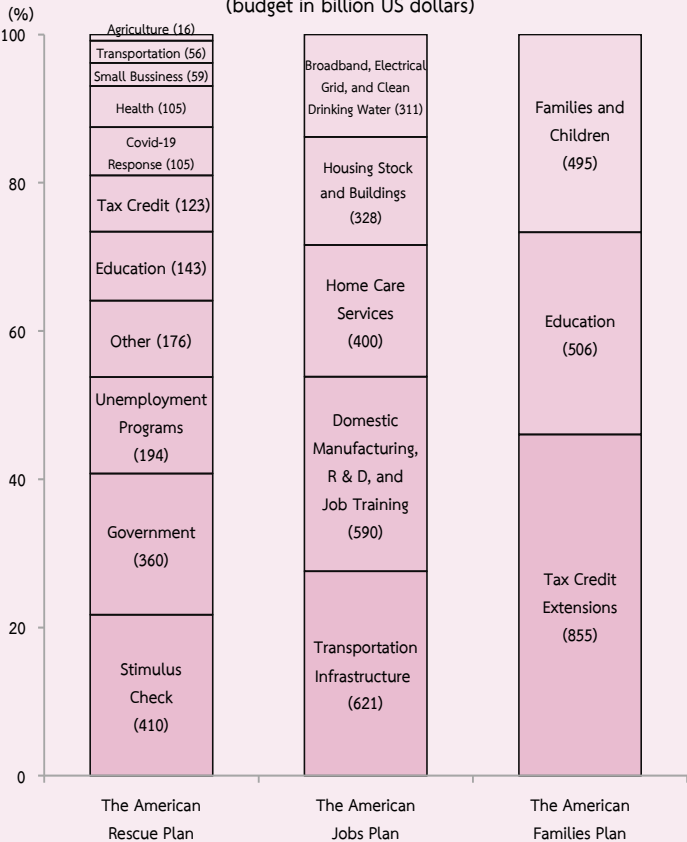 (budget in billion US dollars)
(%)
100
80
60
40
20
0
Agriculture (16)
Transportation (56)
Small Bussiness (59)
Health (105)
Covid-19
Response (105)
Tax Credit (123)
Education (143)
Other (176)
Unemployment
Programs
(194)
Government
(360)
Stimulus
Check
(410)
Broadband, Electrical
Grid, and Clean
Drinking Water (311)
Housing Stock
and Buildings
(328)
Home Care
Services
(400)
Domestic
Manufacturing,
R & D, and
Job Training
(590)
Transportation
Infrastructure
(621)
Families and
Children
(495)
Education
(506)
Tax Credit
Extensions
(855)
The American
Rescue Plan
The American
Jobs Plan
The American
Families Plan